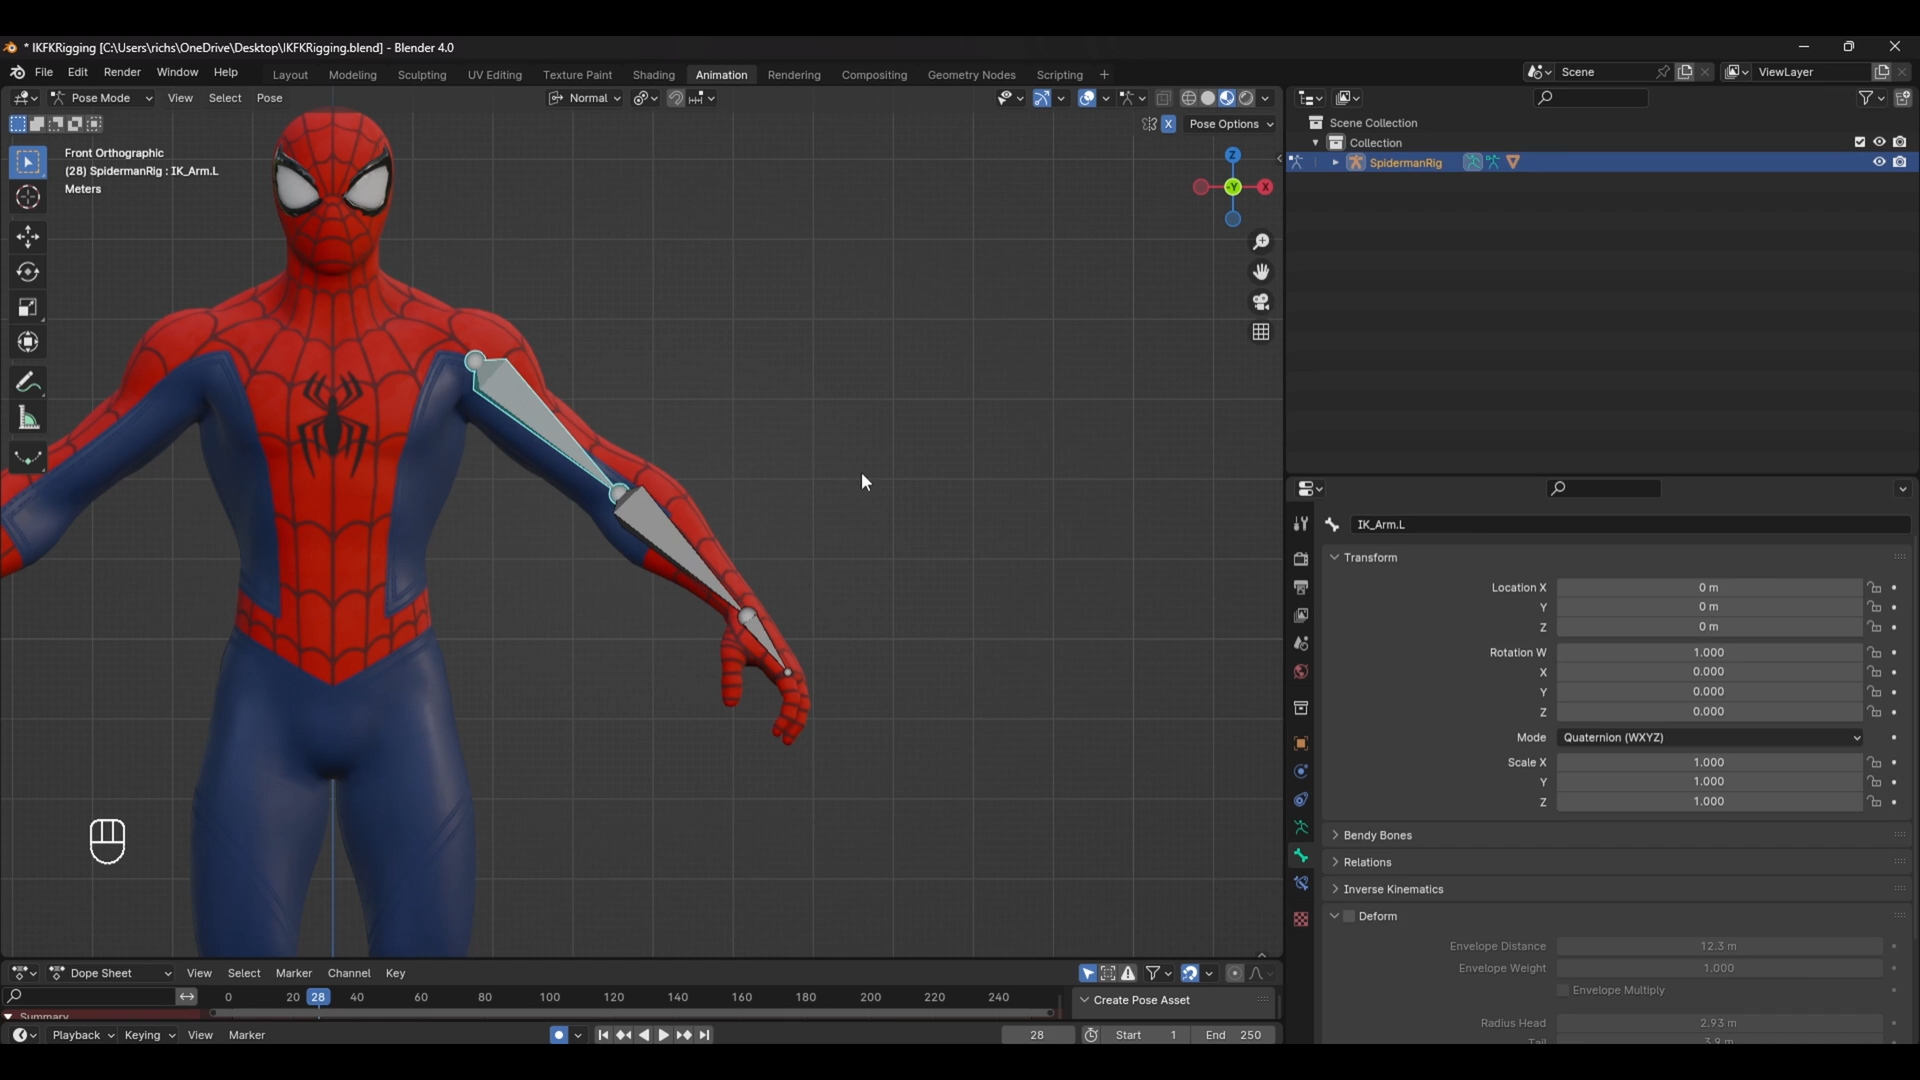 * IKFKRigging [C:\Users\richs\OneDrive\Desktop\IKFKRigging.blend] - Blender 4.0
File Edit Render Window Help
Layout Modeling Sculpting UV Editing Texture Paint Shading Animation Rendering Compositing Geometry Nodes Scripting +
Scene
ViewLayer
Pose Mode View Select Pose
Normal
X Pose Options
Front Orthographic
(28) SpidermanRig : IK_Arm.L
Meters
Z
-Y
X
Scene Collection
Collection
SpidermanRig
IK_Arm.L
Transform
Location X 0 m
Y 0 m
Z 0 m
Rotation W 1.000
X 0.000
Y 0.000
Z 0.000
Mode Quaternion (WXYZ)
Scale X 1.000
Y 1.000
Z 1.000
Bendy Bones
Relations
Inverse Kinematics
Deform
Envelope Distance 12.3 m
Envelope Weight 1.000
Envelope Multiply
Radius Head 2.93 m
Tail 3.9 m
Dope Sheet View Select Marker Channel Key
0 20 28 40 60 80 100 120 140 160 180 200 220 240
Create Pose Asset
Summary
Playback Keying View Marker
28
Start 1
End 250